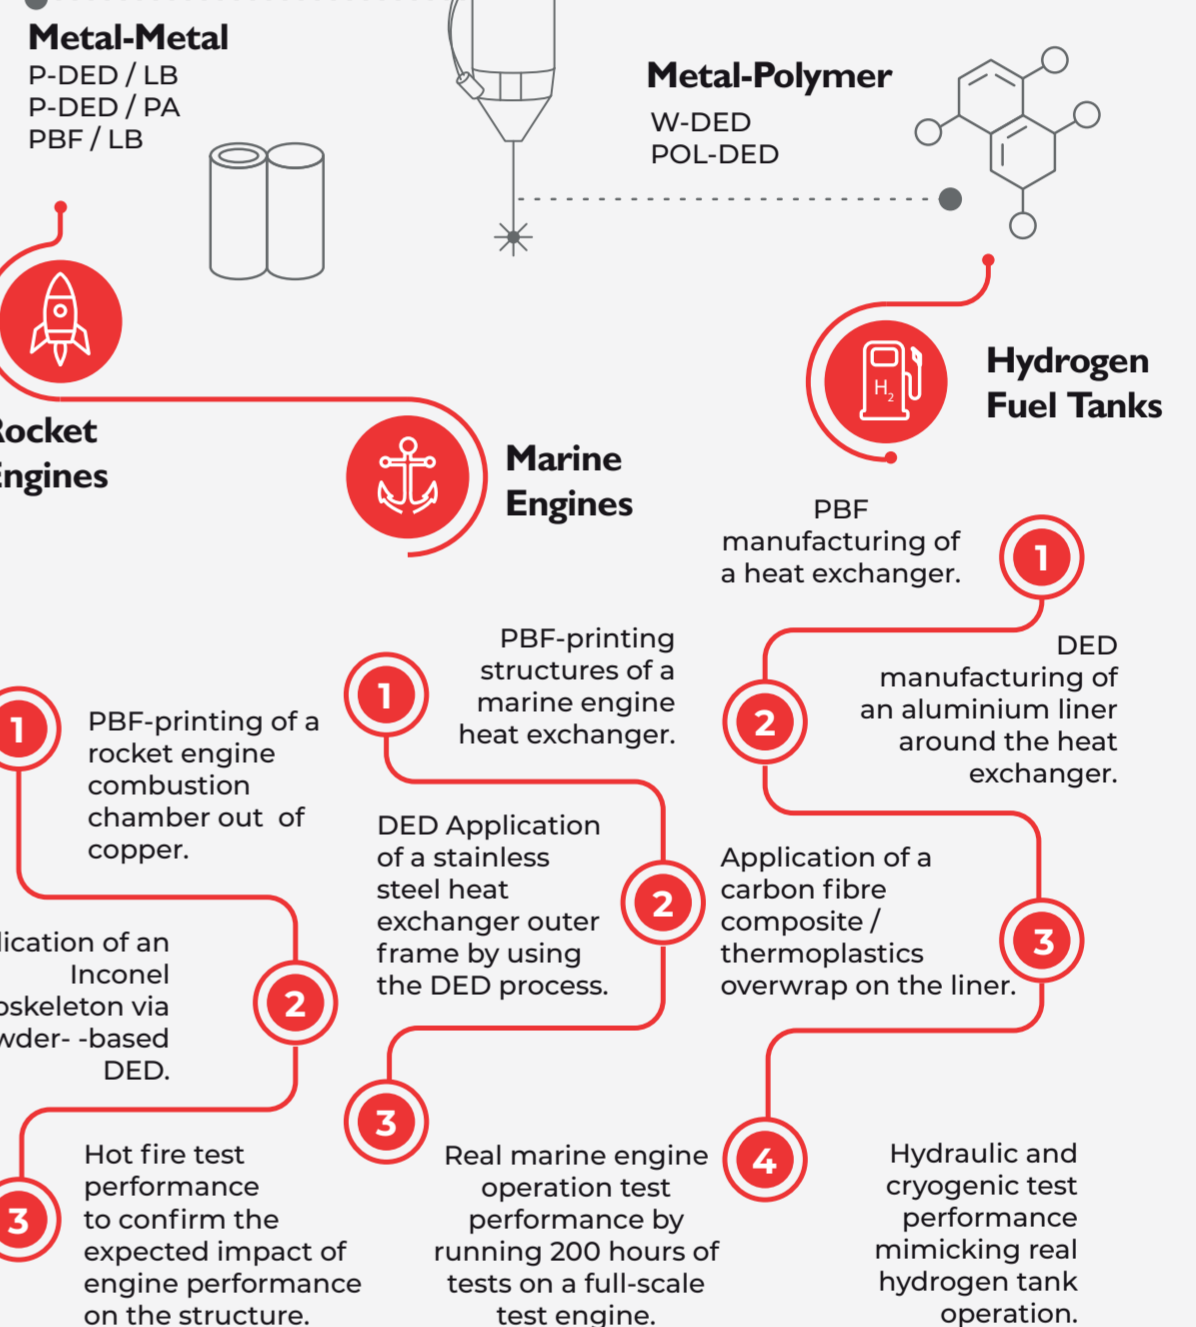 Metal-Metal
P-DED / LB
P-DED / PA
PBF / LB
Metal-Polymer
W-DED
POL-DED
H2
Hydrogen
Fuel Tanks
Marine
Engines
1
PBF
manufacturing of
a heat exchanger.
2
DED
manufacturing of
an aluminium liner
around the heat
exchanger.
3
Application of a
carbon fibre
composite /
thermoplastics
overwrap on the liner.
4
Hydraulic and
cryogenic test
performance
mimicking real
hydrogen tank
operation.
1
PBF-printing
structures of a
marine engine
heat exchanger.
2
DED Application
of a stainless
steel heat
exchanger outer
frame by using
the DED process.
3
Real marine engine
operation test
performance by
running 200 hours of
tests on a full-scale
test engine.
1
PBF-printing of a
rocket engine
combustion
chamber out of
copper.
2
of an
Inconel
via
-based
DED.
3
Hot fire test
performance
to confirm the
expected impact of
engine performance
on the structure.